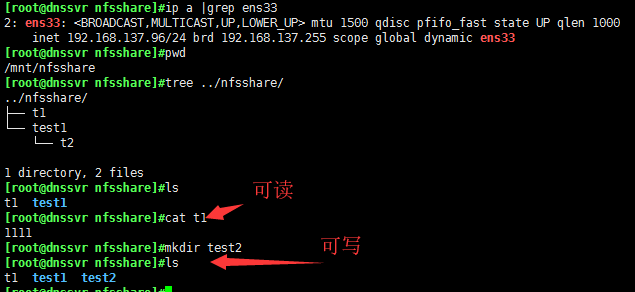 [root@dnssvr nfsshare]#ip a |grep ens33
2: ens33: <BROADCAST,MULTICAST,UP,LOWER_UP> mtu 1500 qdisc pfifo_fast state UP qlen 1000
    inet 192.168.137.96/24 brd 192.168.137.255 scope global dynamic ens33
[root@dnssvr nfsshare]#pwd
/mnt/nfsshare
[root@dnssvr nfsshare]#tree ../nfsshare/
../nfsshare/
├── t1
└── test1
    └── t2
1 directory, 2 files
[root@dnssvr nfsshare]#ls
t1  test1
可读
[root@dnssvr nfsshare]#cat t1
1111
[root@dnssvr nfsshare]#mkdir test2
可写
[root@dnssvr nfsshare]#ls
t1  test1  test2
[root@dnssvr nfsshare]#